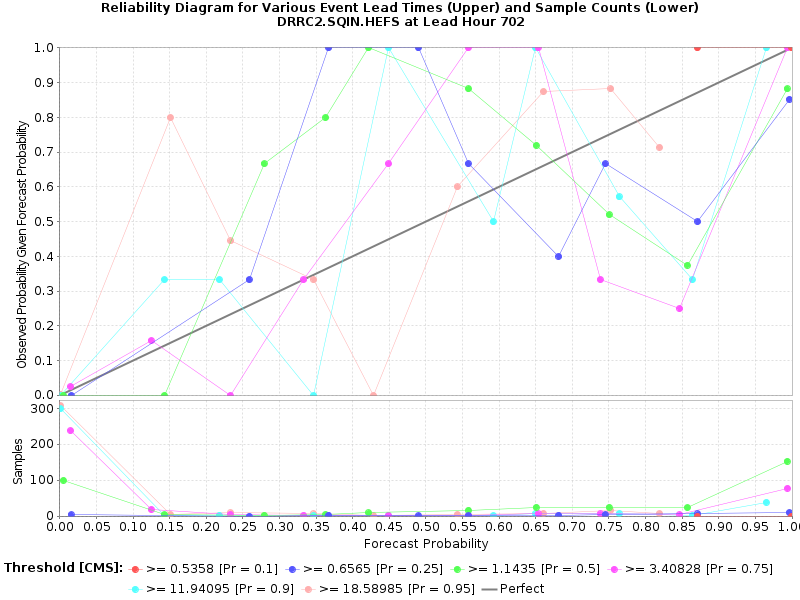 Reliability Diagram for Various Event Lead Times (Upper) and Sample Counts (Lower)
DRRC2.SQIN.HEFS at Lead Hour 702
Observed Probability Given Forecast Probability
1.0
0.9
0.8
0.7
0.6
0.5
0.4
0.3
0.2
0.1
0.0
Samples
300
200
100
0
0.00 0.05 0.10 0.15 0.20 0.25 0.30 0.35 0.40 0.45 0.50 0.55 0.60 0.65 0.70 0.75 0.80 0.85 0.90 0.95 1.00
Forecast Probability
Threshold [CMS]: >= 0.5358 [Pr = 0.1] >= 0.6565 [Pr = 0.25] >= 1.1435 [Pr = 0.5] >= 3.40828 [Pr = 0.75]
>= 11.94095 [Pr = 0.9] >= 18.58985 [Pr = 0.95] Perfect